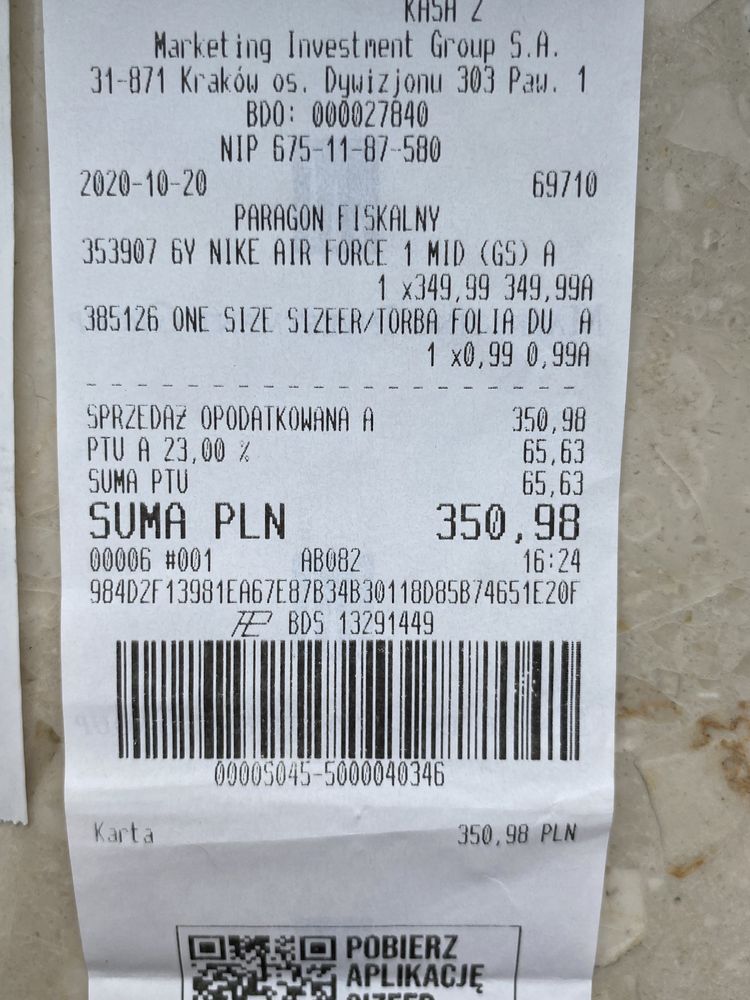 KASA 2
Marketing Investment Group S.A.
31-871 Kraków os. Dywizjonu 303 Paw. 1
BDO: 000027840
NIP 675-11-87-580
2020-10-20 69710
PARAGON FISKALNY
353907 6Y NIKE AIR FORCE 1 MID (GS) A
1 x349,99 349,99A
385126 ONE SIZE SIZEER/TORBA FOLIA DU A
1 x0,99 0,99A
SPRZEDAŻ OPODATKOWANA A 350,98
PTU A 23,00 % 65,63
SUMA PTU 65,63
SUMA PLN 350,98
00006 #001 AB082 16:24
984D2F13981EA67E87B34B30118D85B74651E20F
BDS 13291449
0000S045-5000040346
Karta 350,98 PLN
POBIERZ
APLIKACJĘ
SIZEER